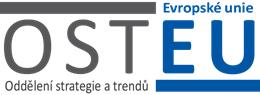 Evropské unie
OSTEU
Oddělení strategie a trendů